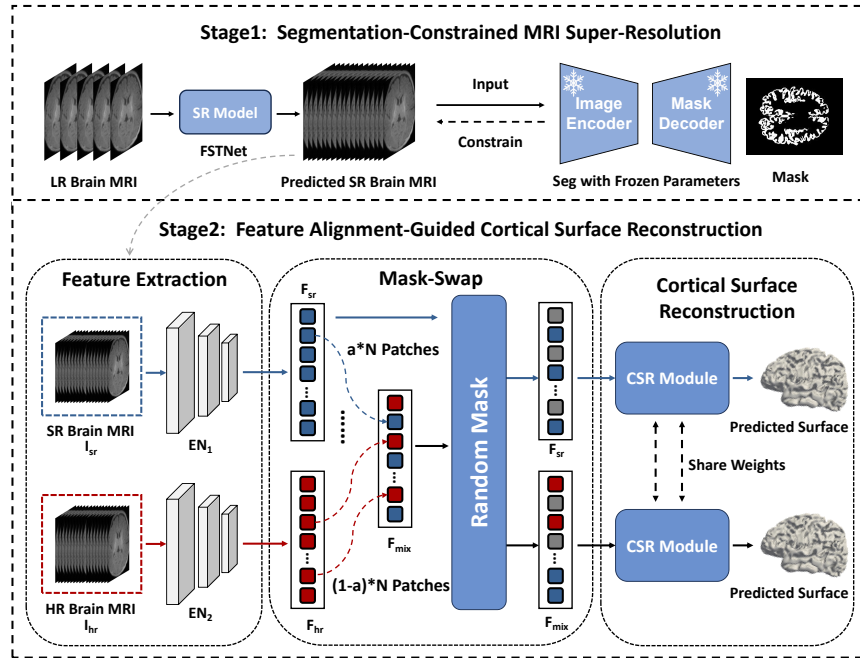 Stage1: Segmentation-Constrained MRI Super-Resolution
LR Brain MRI
SR Model
FSTNet
Predicted SR Brain MRI
Input
Constrain
Image
Encoder
Mask
Decoder
Seg with Frozen Parameters
Mask
Stage2: Feature Alignment-Guided Cortical Surface Reconstruction
Feature Extraction
SR Brain MRI
I_sr
EN_1
HR Brain MRI
I_hr
EN_2
Mask-Swap
F_sr
a*N Patches
F_mix
(1-a)*N Patches
F_hr
Random Mask
F_sr
F_mix
Cortical Surface
Reconstruction
CSR Module
Predicted Surface
Share Weights
CSR Module
Predicted Surface